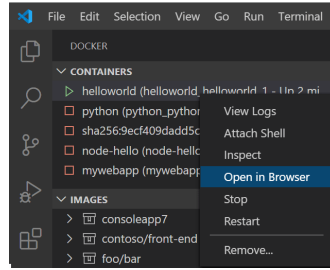 File Edit Selection View Go Run Terminal
DOCKER
CONTAINERS
helloworld (helloworld_helloworld_1 - Up 2 mi
python (python_python
View Logs
sha256:9ecf409dadd5c
Attach Shell
node-hello (node-hello
Inspect
mywebapp (mywebapp
Open in Browser
Stop
IMAGES
Restart
consoleapp7
contoso/front-end
Remove...
foo/bar